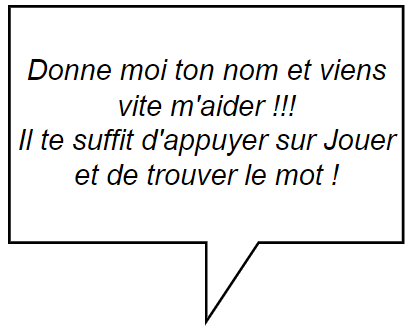 Donne moi ton nom et viens
vite m'aider !!!
Il te suffit d'appuyer sur Jouer
et de trouver le mot !